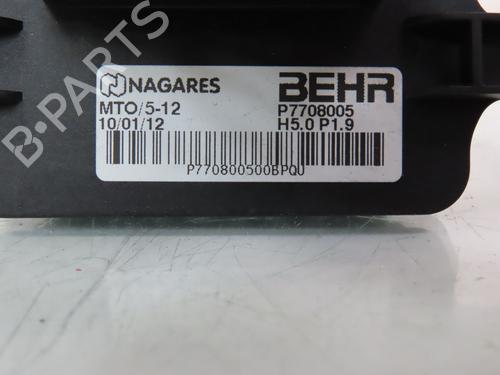 NAGARES BEHR
MTO/5-12 P7708005
10/01/12 H5.0 P1.9
P770800500BPQU
B-PARTS